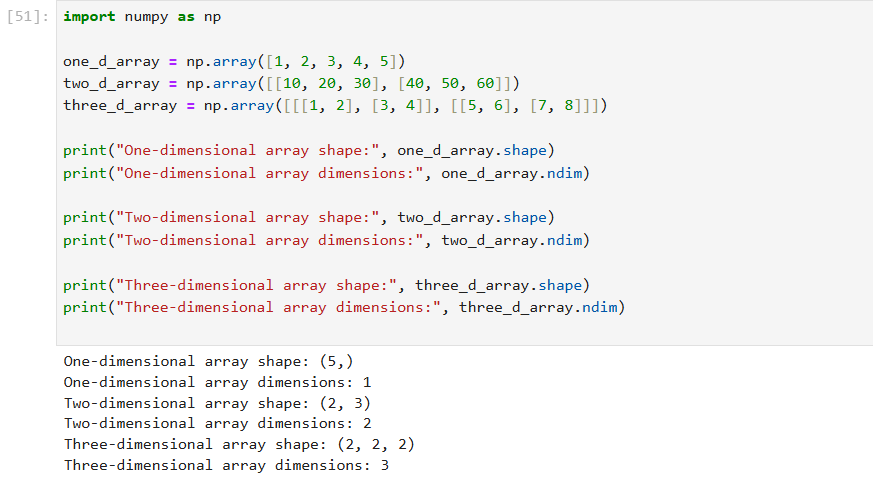 [51]: import numpy as np
one_d_array = np.array([1, 2, 3, 4, 5])
two_d_array = np.array([[10, 20, 30], [40, 50, 60]])
three_d_array = np.array([[[1, 2], [3, 4]], [[5, 6], [7, 8]]])
print("One-dimensional array shape:", one_d_array.shape)
print("One-dimensional array dimensions:", one_d_array.ndim)
print("Two-dimensional array shape:", two_d_array.shape)
print("Two-dimensional array dimensions:", two_d_array.ndim)
print("Three-dimensional array shape:", three_d_array.shape)
print("Three-dimensional array dimensions:", three_d_array.ndim)
One-dimensional array shape: (5,)
One-dimensional array dimensions: 1
Two-dimensional array shape: (2, 3)
Two-dimensional array dimensions: 2
Three-dimensional array shape: (2, 2, 2)
Three-dimensional array dimensions: 3